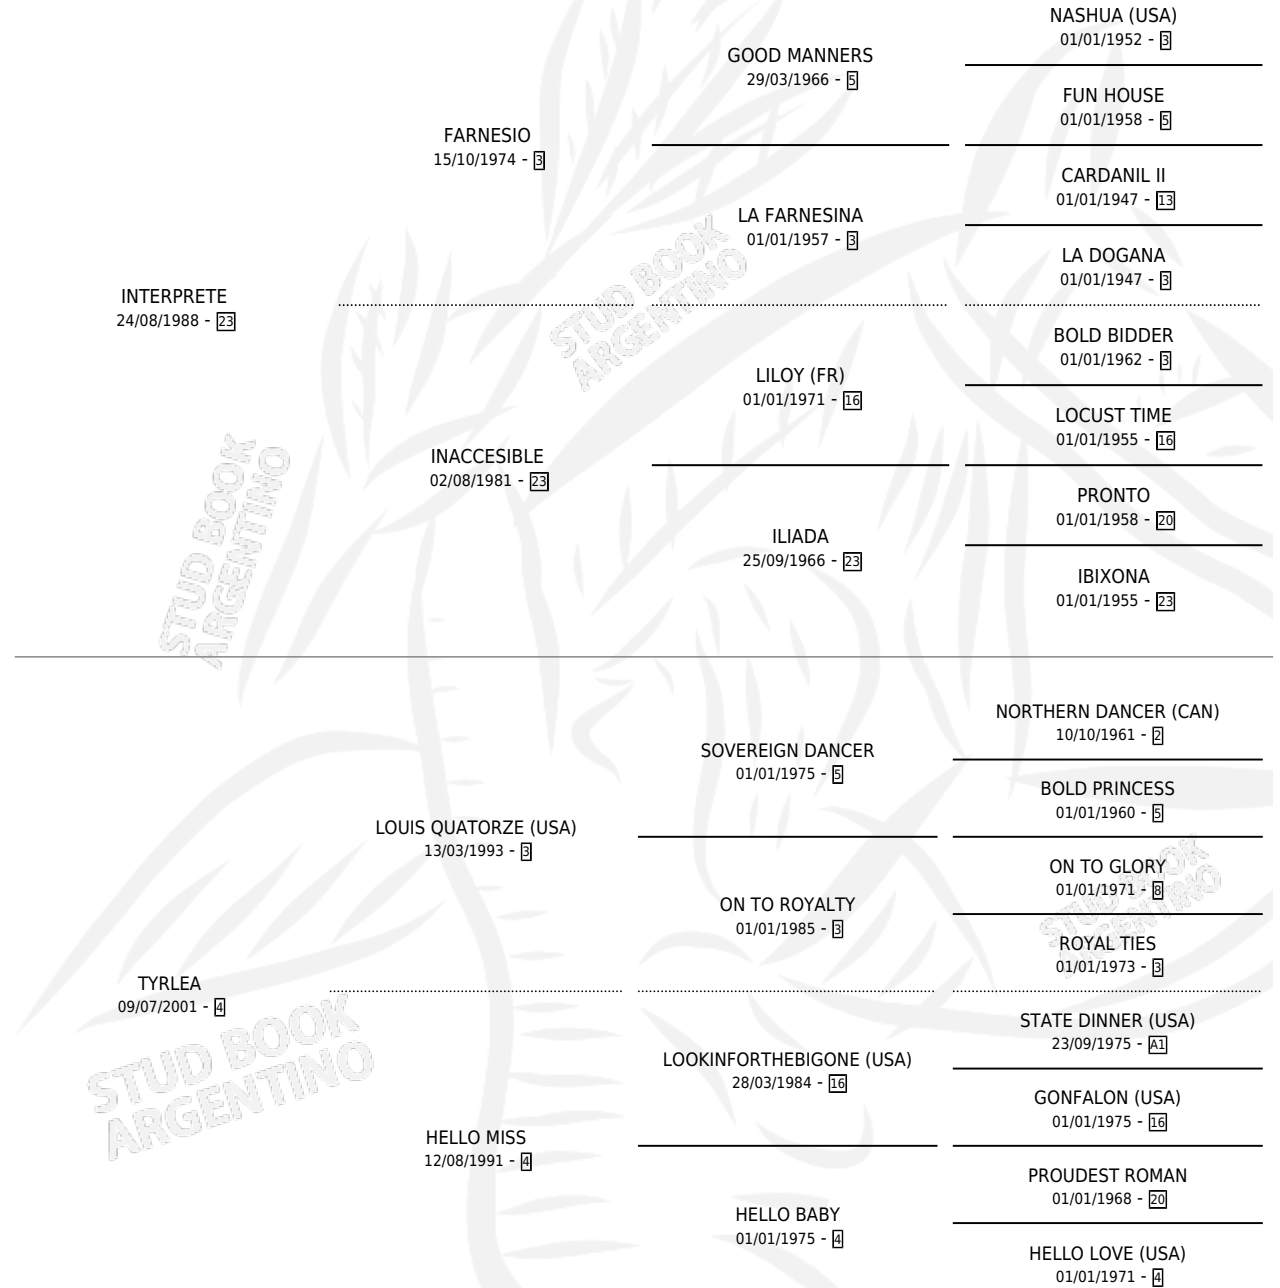 NASHUA (USA)
01/01/1952 - 3
GOOD MANNERS
29/03/1966 - 5
FUN HOUSE
01/01/1958 - 5
FARNESIO
15/10/1974 - 3
CARDANIL II
01/01/1947 - 13
LA FARNESINA
01/01/1957 - 3
LA DOGANA
01/01/1947 - 3
INTERPRETE
24/08/1988 - 23
BOLD BIDDER
01/01/1962 - 3
LILOY (FR)
01/01/1971 - 16
LOCUST TIME
01/01/1955 - 16
INACCESIBLE
02/08/1981 - 23
PRONTO
01/01/1958 - 20
ILIADA
25/09/1966 - 23
IBIXONA
01/01/1955 - 23
STUD BOOK
ARGENTINO
STUD BOOK
ARGENTINO
NORTHERN DANCER (CAN)
10/10/1961 - 2
SOVEREIGN DANCER
01/01/1975 - 5
BOLD PRINCESS
01/01/1960 - 5
LOUIS QUATORZE (USA)
13/03/1993 - 3
ON TO GLORY
01/01/1971 - 8
ON TO ROYALTY
01/01/1985 - 3
ROYAL TIES
01/01/1973 - 3
STUD BOOK
ARGENTINO
TYRLEA
09/07/2001 - 4
STATE DINNER (USA)
23/09/1975 - A1
LOOKINFORTHEBIGONE (USA)
28/03/1984 - 16
GONFALON (USA)
01/01/1975 - 16
HELLO MISS
12/08/1991 - 4
PROUDEST ROMAN
01/01/1968 - 20
HELLO BABY
01/01/1975 - 4
HELLO LOVE (USA)
01/01/1971 - 4
STUD BOOK
ARGENTINO